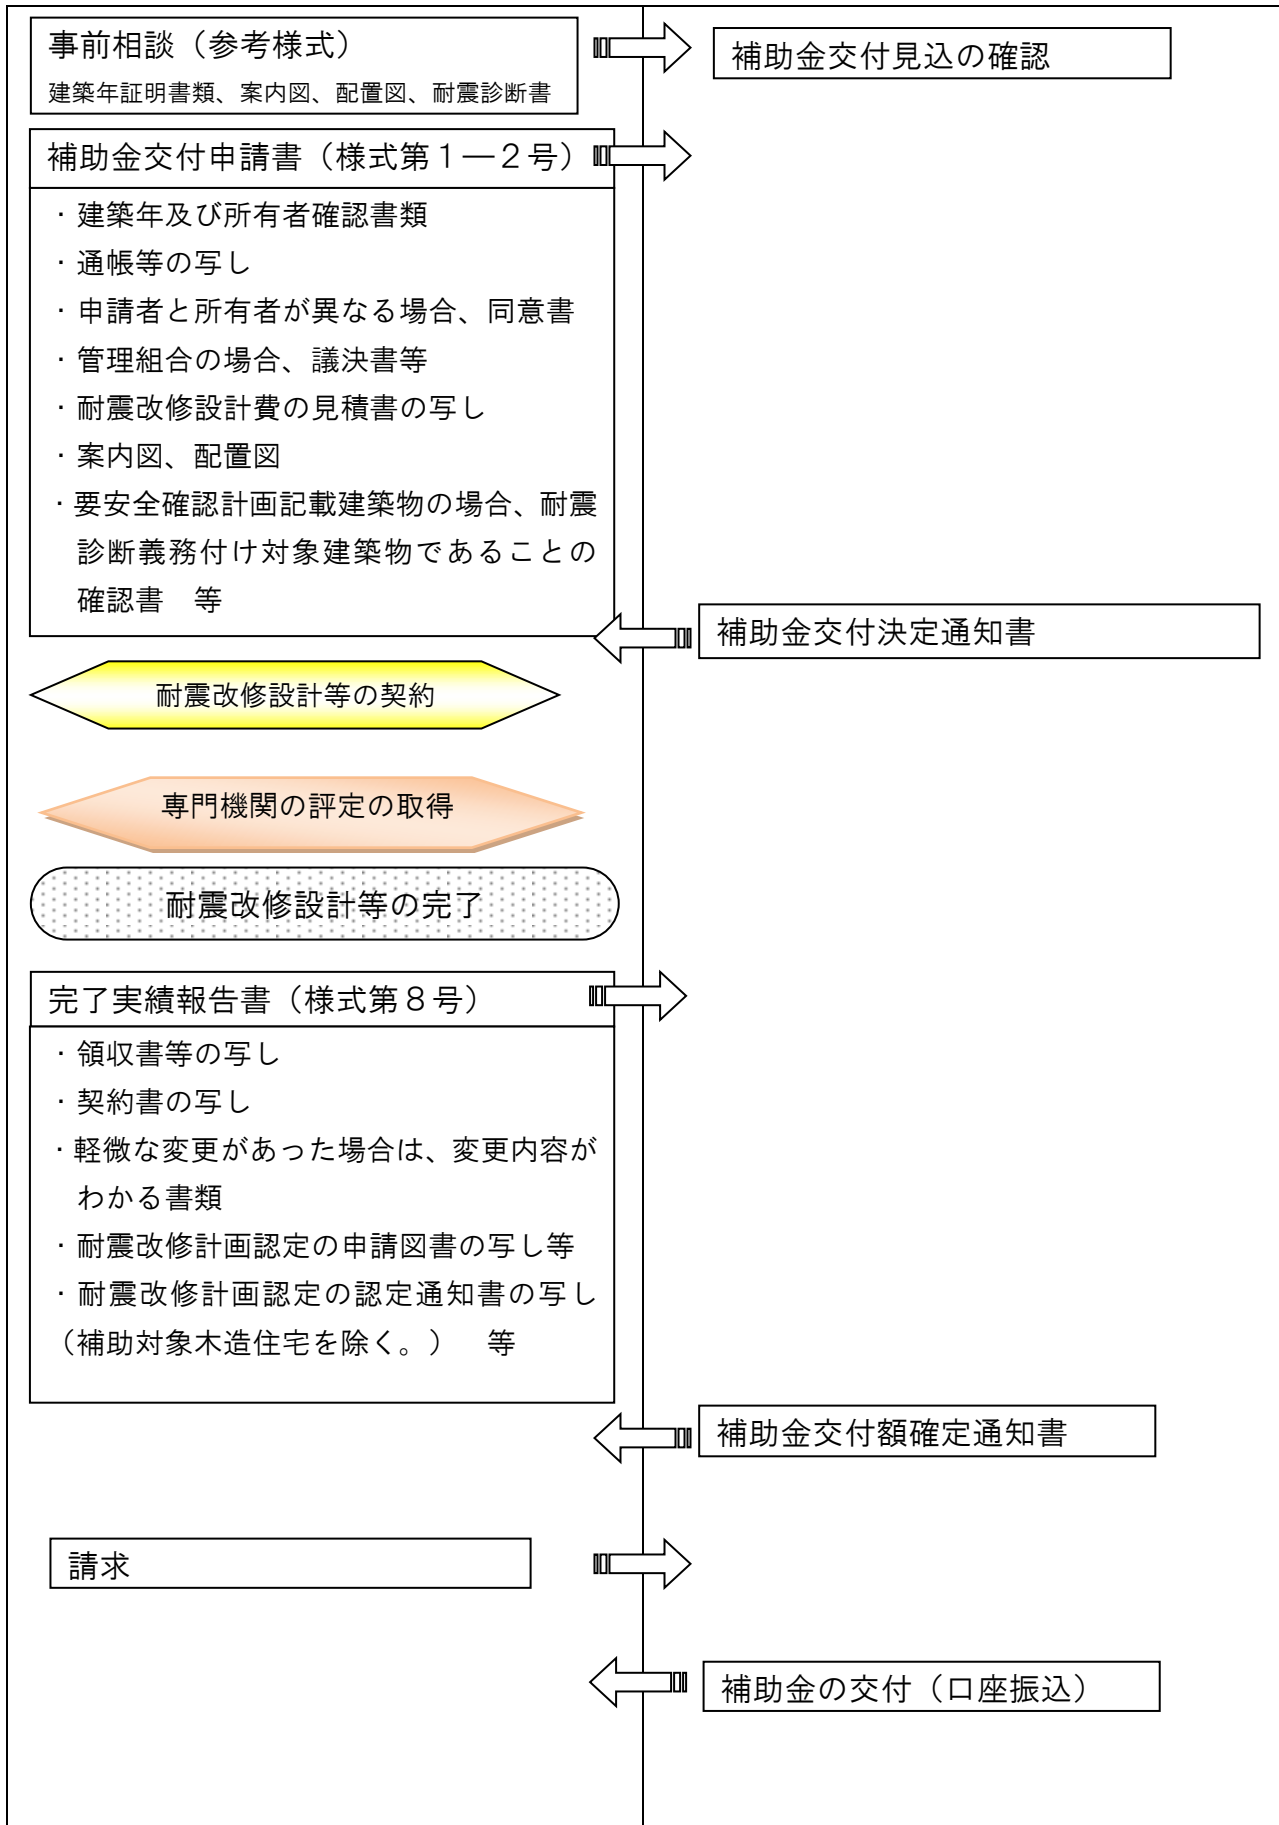 事前相談（参考様式）
建築年証明書類、案内図、配置図、耐震診断書
補助金交付見込の確認
補助金交付申請書（様式第１―２号）
・建築年及び所有者確認書類
・通帳等の写し
・申請者と所有者が異なる場合、同意書
・管理組合の場合、議決書等
・耐震改修設計費の見積書の写し
・案内図、配置図
・要安全確認計画記載建築物の場合、耐震
診断義務付け対象建築物であることの
確認書　等
補助金交付決定通知書
耐震改修設計等の契約
専門機関の評定の取得
耐震改修設計等の完了
完了実績報告書（様式第８号）
・領収書等の写し
・契約書の写し
・軽微な変更があった場合は、変更内容が
わかる書類
・耐震改修計画認定の申請図書の写し等
・耐震改修計画認定の認定通知書の写し
（補助対象木造住宅を除く。）　等
補助金交付額確定通知書
請求
補助金の交付（口座振込）